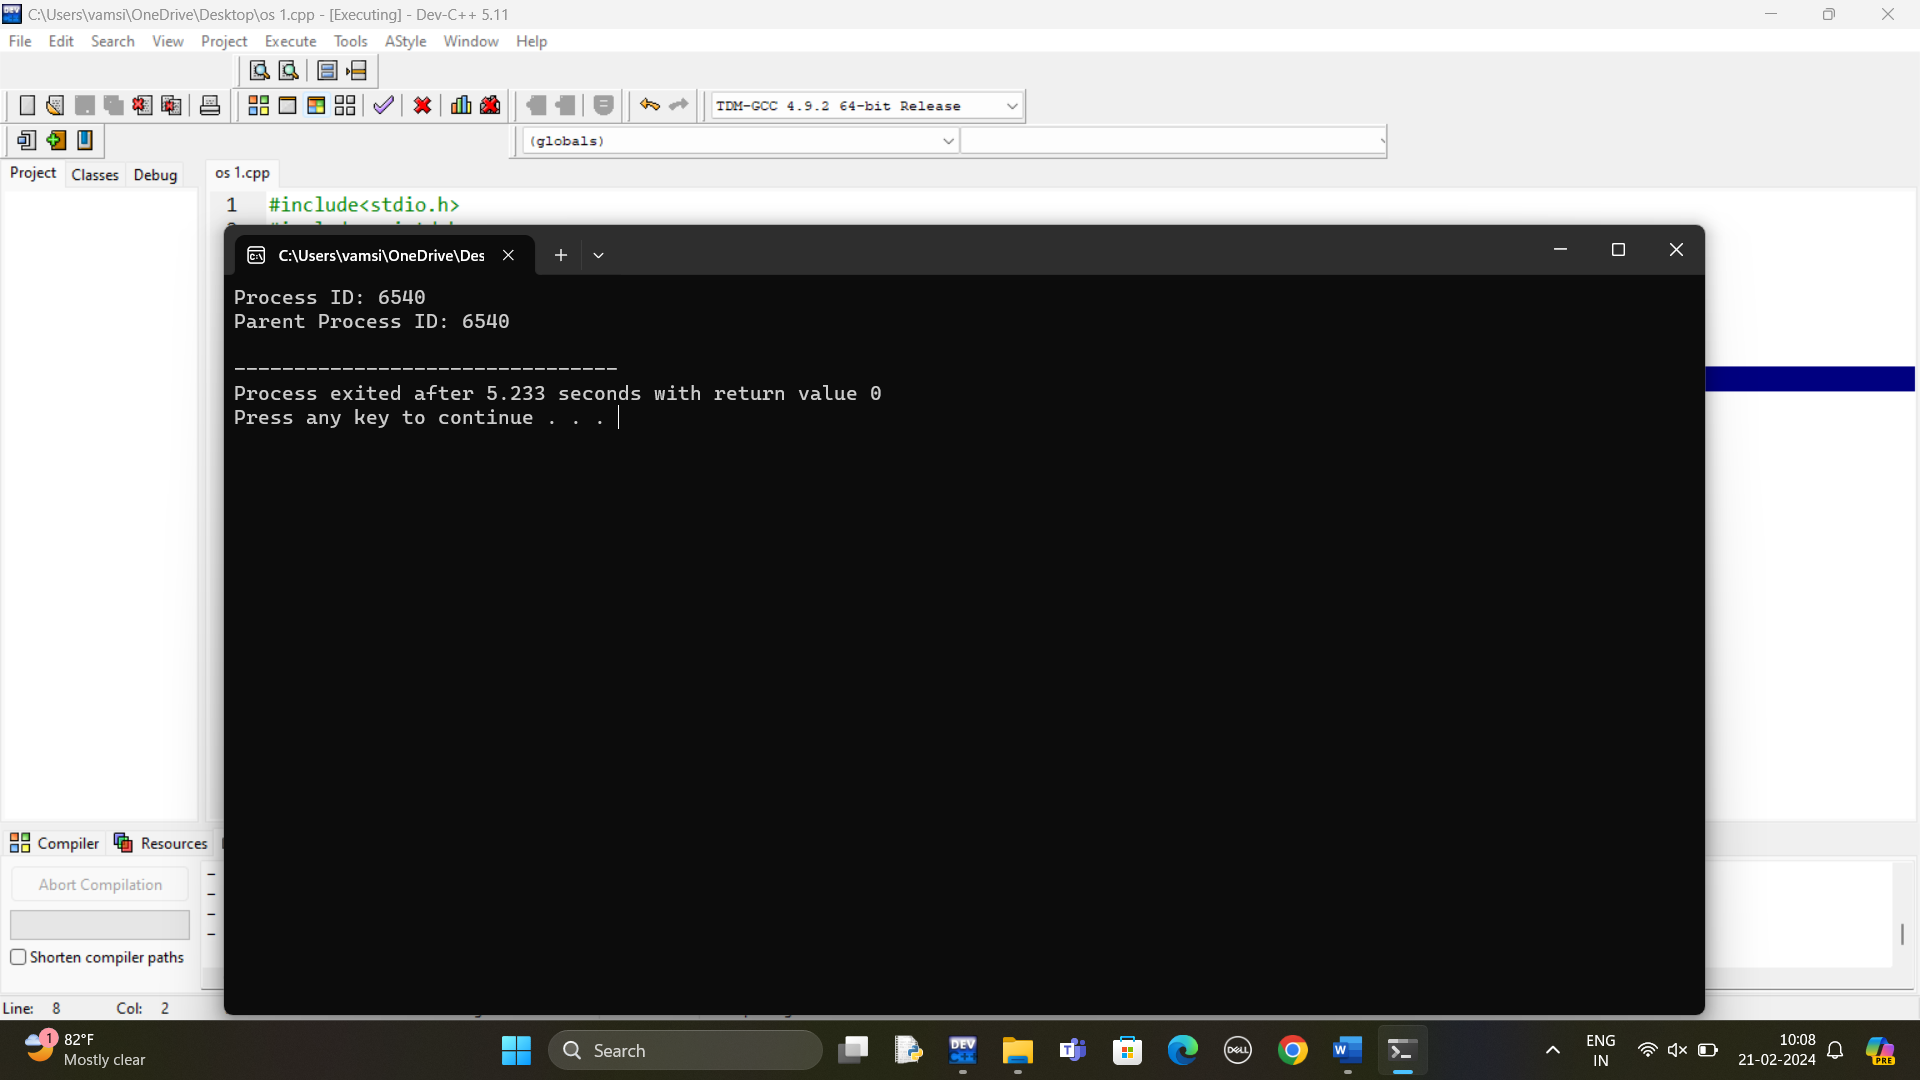 C:\Users\vamsi\OneDrive\Desktop\os 1.cpp - [Executing] - Dev-C++ 5.11
File Edit Search View Project Execute Tools AStyle Window Help
TDM-GCC 4.9.2 64-bit Release
(globals)
Project Classes Debug os 1.cpp
1 #include<stdio.h>
C:\Users\vamsi\OneDrive\Des
Process ID: 6540
Parent Process ID: 6540
--------------------------------
Process exited after 5.233 seconds with return value 0
Press any key to continue . . .
Compiler Resources
Abort Compilation
Shorten compiler paths
Line: 8 Col: 2
1 82°F
Mostly clear
Search
DEV
C++
DELL
W
ENG
IN
10:08
21-02-2024
PRE